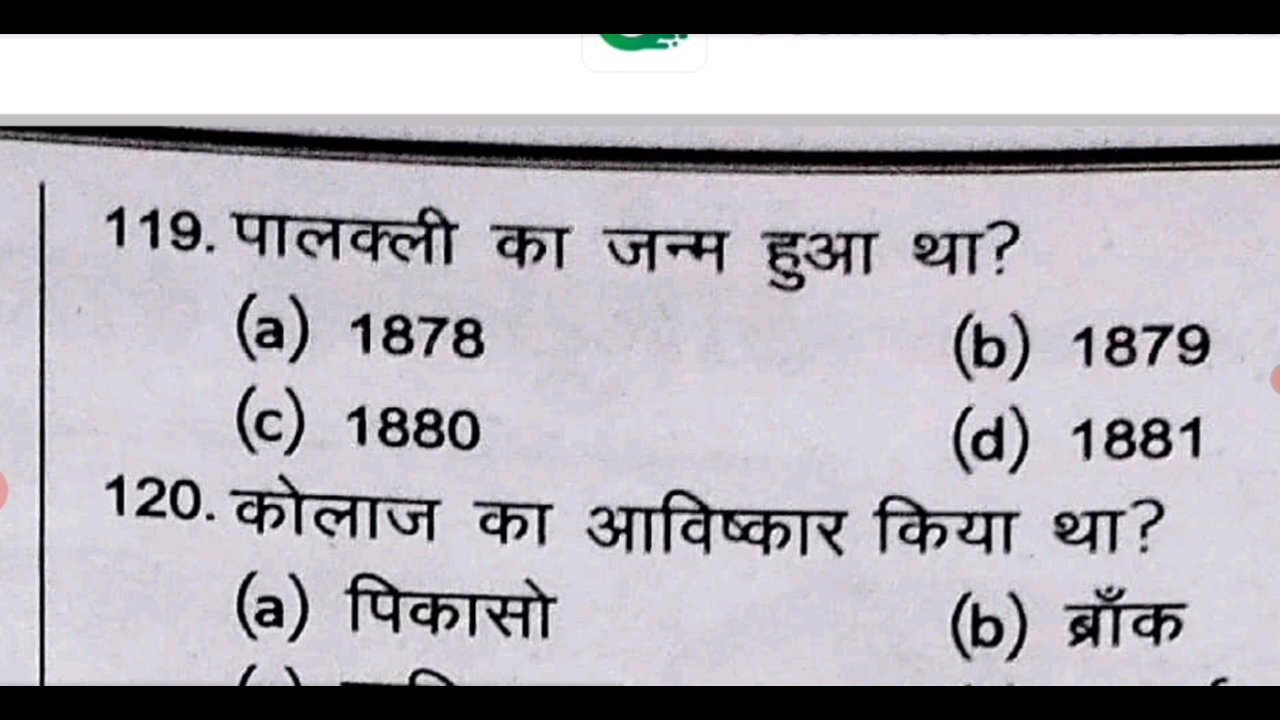 119. पालक्ली का जन्म हुआ था?
(a) 1878 (b) 1879
(c) 1880 (d) 1881
120. कोलाज का आविष्कार किया था?
(a) पिकासो (b) ब्राँक